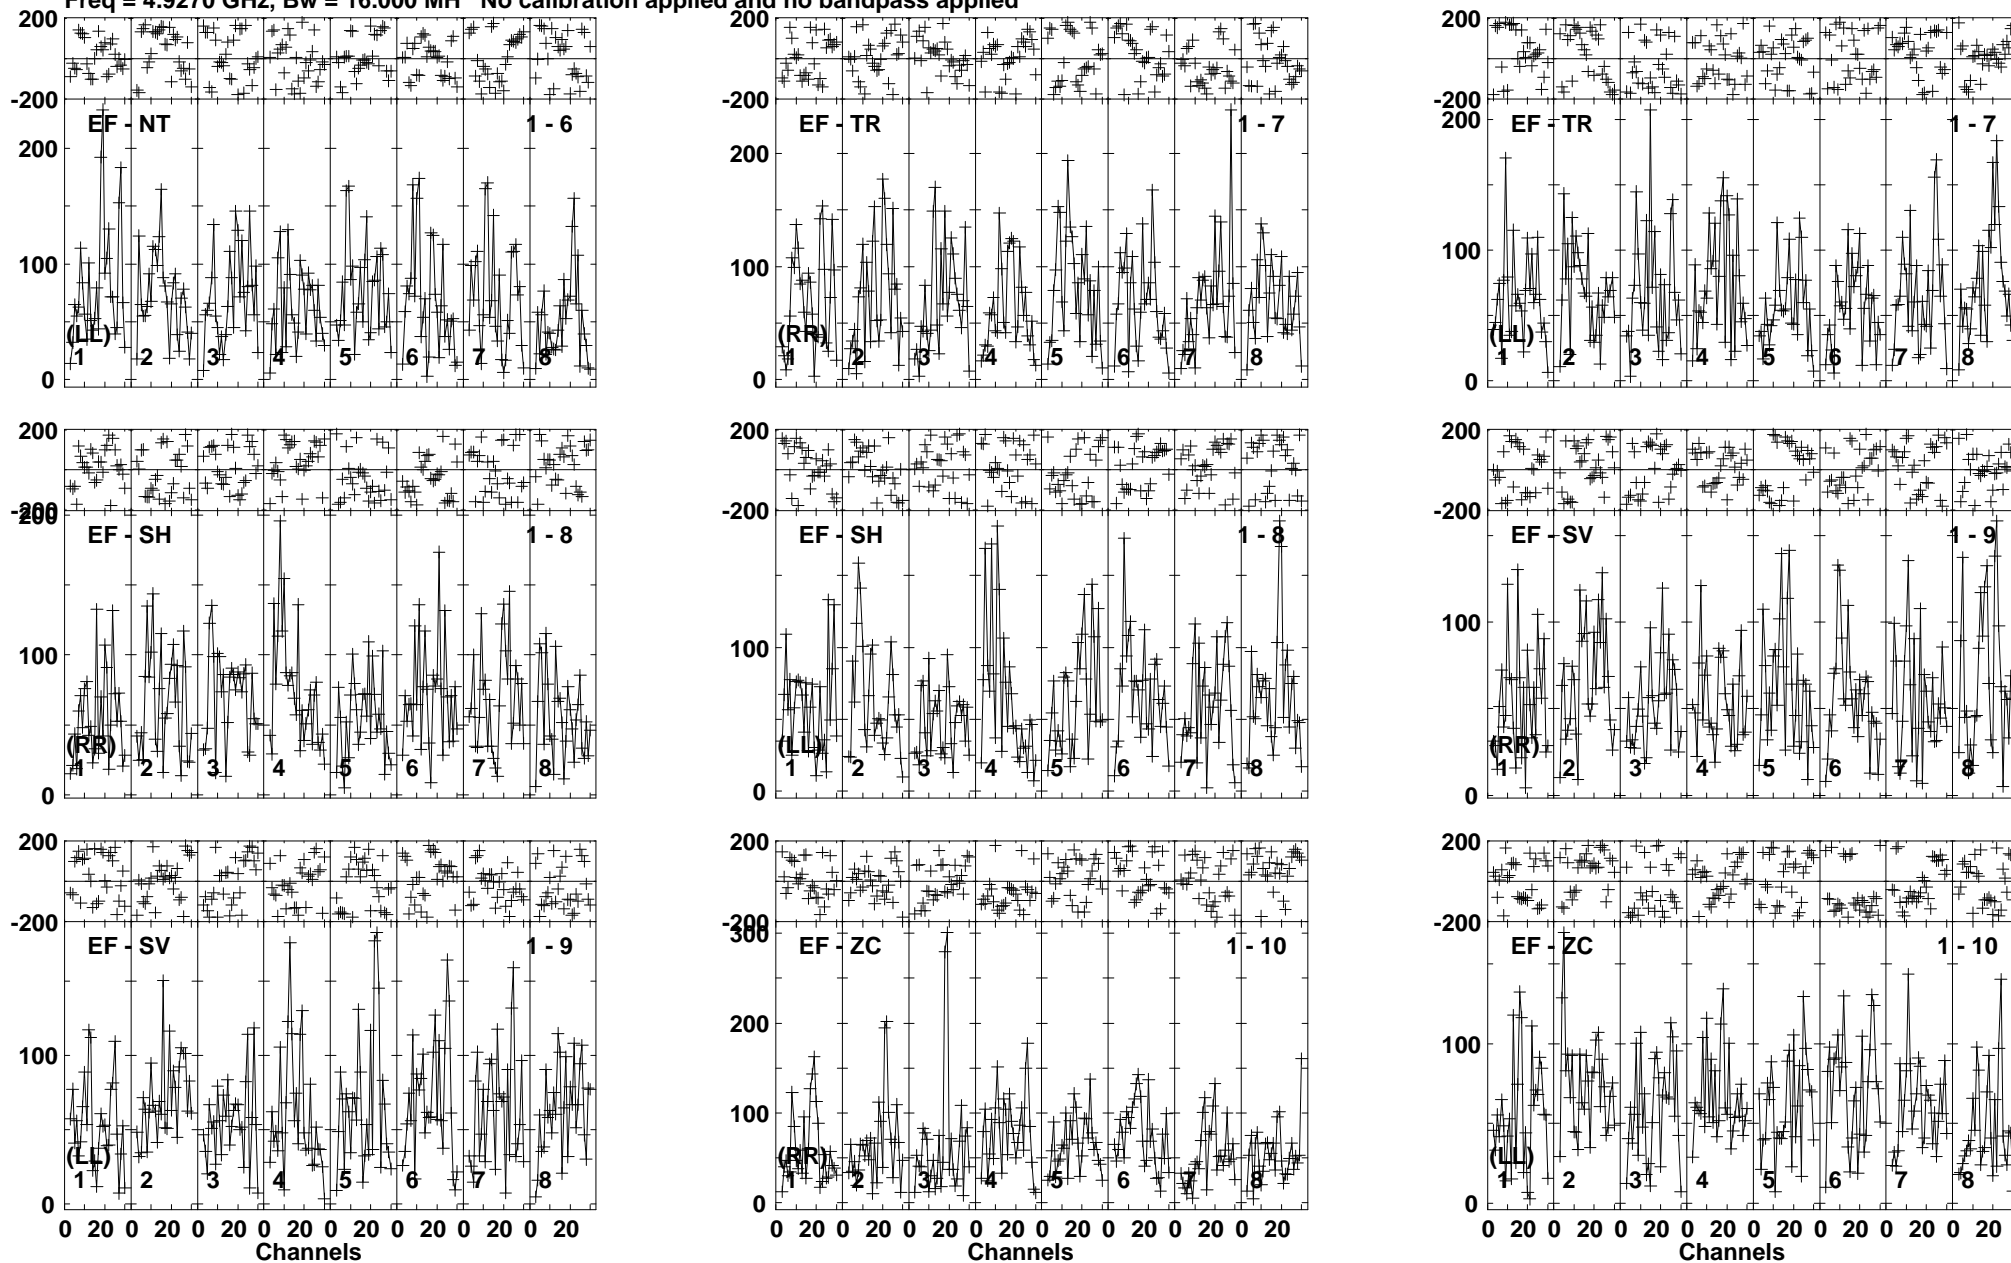 Freq = 4.9270 GHz, Bw = 16.000 MH No calibration applied and no bandpass applied
200 200 200
-200 -200 -200
EF - NT 1 - 6 EF - TR 1 - 7 EF - TR 1 - 7
200 200 200
100 100 100
(LL) (RR) (LL)
1 2 3 4 5 6 7 8 1 2 3 4 5 6 7 8 1 2 3 4 5 6 7 8
0 0 0
200 200 200
-200 -200 -200
200
EF - SH 1 - 8 EF - SH 1 - 8 EF - SV 1 - 9
100 100 100
(RR) (LL) (RR)
1 2 3 4 5 6 7 8 1 2 3 4 5 6 7 8 1 2 3 4 5 6 7 8
0 0 0
200 200 200
-200 -200 -200
300
EF - SV 1 - 9 EF - ZC 1 - 10 EF - ZC 1 - 10
200
100 100 100
(LL) (RR) (LL)
1 2 3 4 5 6 7 8 1 2 3 4 5 6 7 8 1 2 3 4 5 6 7 8
0 0 0
0 20 0 20 0 20 0 20 0 20 0 20 0 20 0 20 0 20 0 20 0 20 0 20 0 20 0 20 0 20 0 20 0 20 0 20 0 20 0 20 0 20 0 20 0 20 0 20
Channels Channels Channels